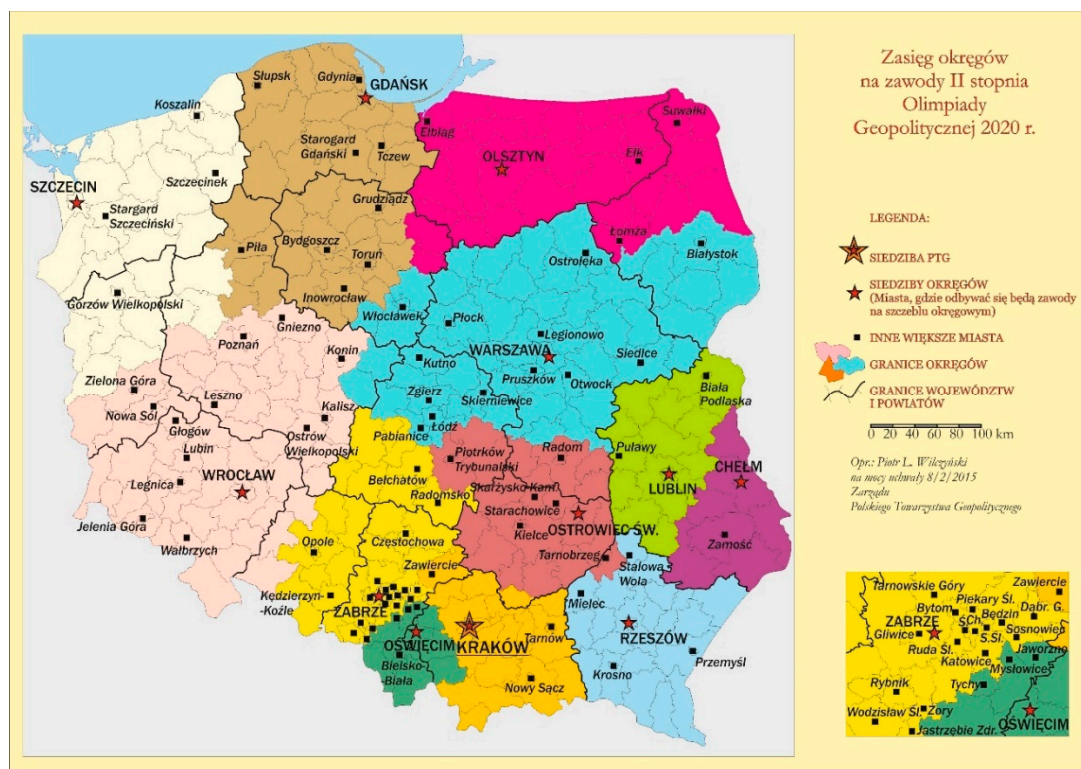 Zasięg okręgów
na zawody II stopnia
Olimpiady
Geopolitycznej 2020 r.
LEGENDA:
SIEDZIBA PTG
SIEDZIBY OKRĘGÓW
(Miasta, gdzie odbywać się będą zawody
na szczeblu okręgowym)
INNE WIĘKSZE MIASTA
GRANICE OKRĘGÓW
GRANICE WOJEWÓDZTW
I POWIATÓW
0 20 40 60 80 100 km
Opr.: Piotr L. Wilczyński
na mocy uchwały 8/2/2015
Zarządu
Polskiego Towarzystwa Geopolitycznego
Słupsk
Gdynia
GDAŃSK
Koszalin
Suwałki
Elbląg
Starogard
Gdański
Tczew
OLSZTYN
Ełk
SZCZECIN
Szczecinek
Stargard
Szczeciński
Grudziądz
Łomża
Piła
Bydgoszcz
Toruń
Ostrołęka
Białystok
Gorzów Wielkopolski
Inowrocław
Włocławek
Płock
Gniezno
Legionowo
Poznań
Konin
Kutno
WARSZAWA
Siedlce
Pruszków
Otwock
Zielona Góra
Leszno
Zgierz
Skierniewice
Biała
Podlaska
Nowa Sól
Kalisz
Łódź
Głogów
Ostrów
Wielkopolski
Pabianice
Lubin
Piotrków
Trybunalski
Radom
Puławy
WROCŁAW
Bełchatów
CHEŁM
Legnica
Radomsko
Skarżysko Kam.
LUBLIN
Starachowice
Jelenia Góra
OSTROWIEC ŚW.
Wałbrzych
Opole
Częstochowa
Kielce
Zamość
Tarnobrzeg
Stalowa
Wola
Zawiercie
Kędzierzyn
-Koźle
ZABRZE
Mielec
OŚWIĘCIM
KRAKÓW
Tarnów
RZESZÓW
Bielsko-
Biała
Przemyśl
Krosno
Nowy Sącz
Tarnowskie Góry
Zawiercie
Piekary Śl.
Bytom
Będzin
Dąbr. G.
ZABRZE
S.
Ch.
Gliwice
S.Śl.
Sosnowiec
Ruda Śl.
Jaworzno
Katowice
Mysłowice
Rybnik
Tychy
Wodzisław Śl.
Żory
OŚWIĘCIM
Jastrzębie Zdr.